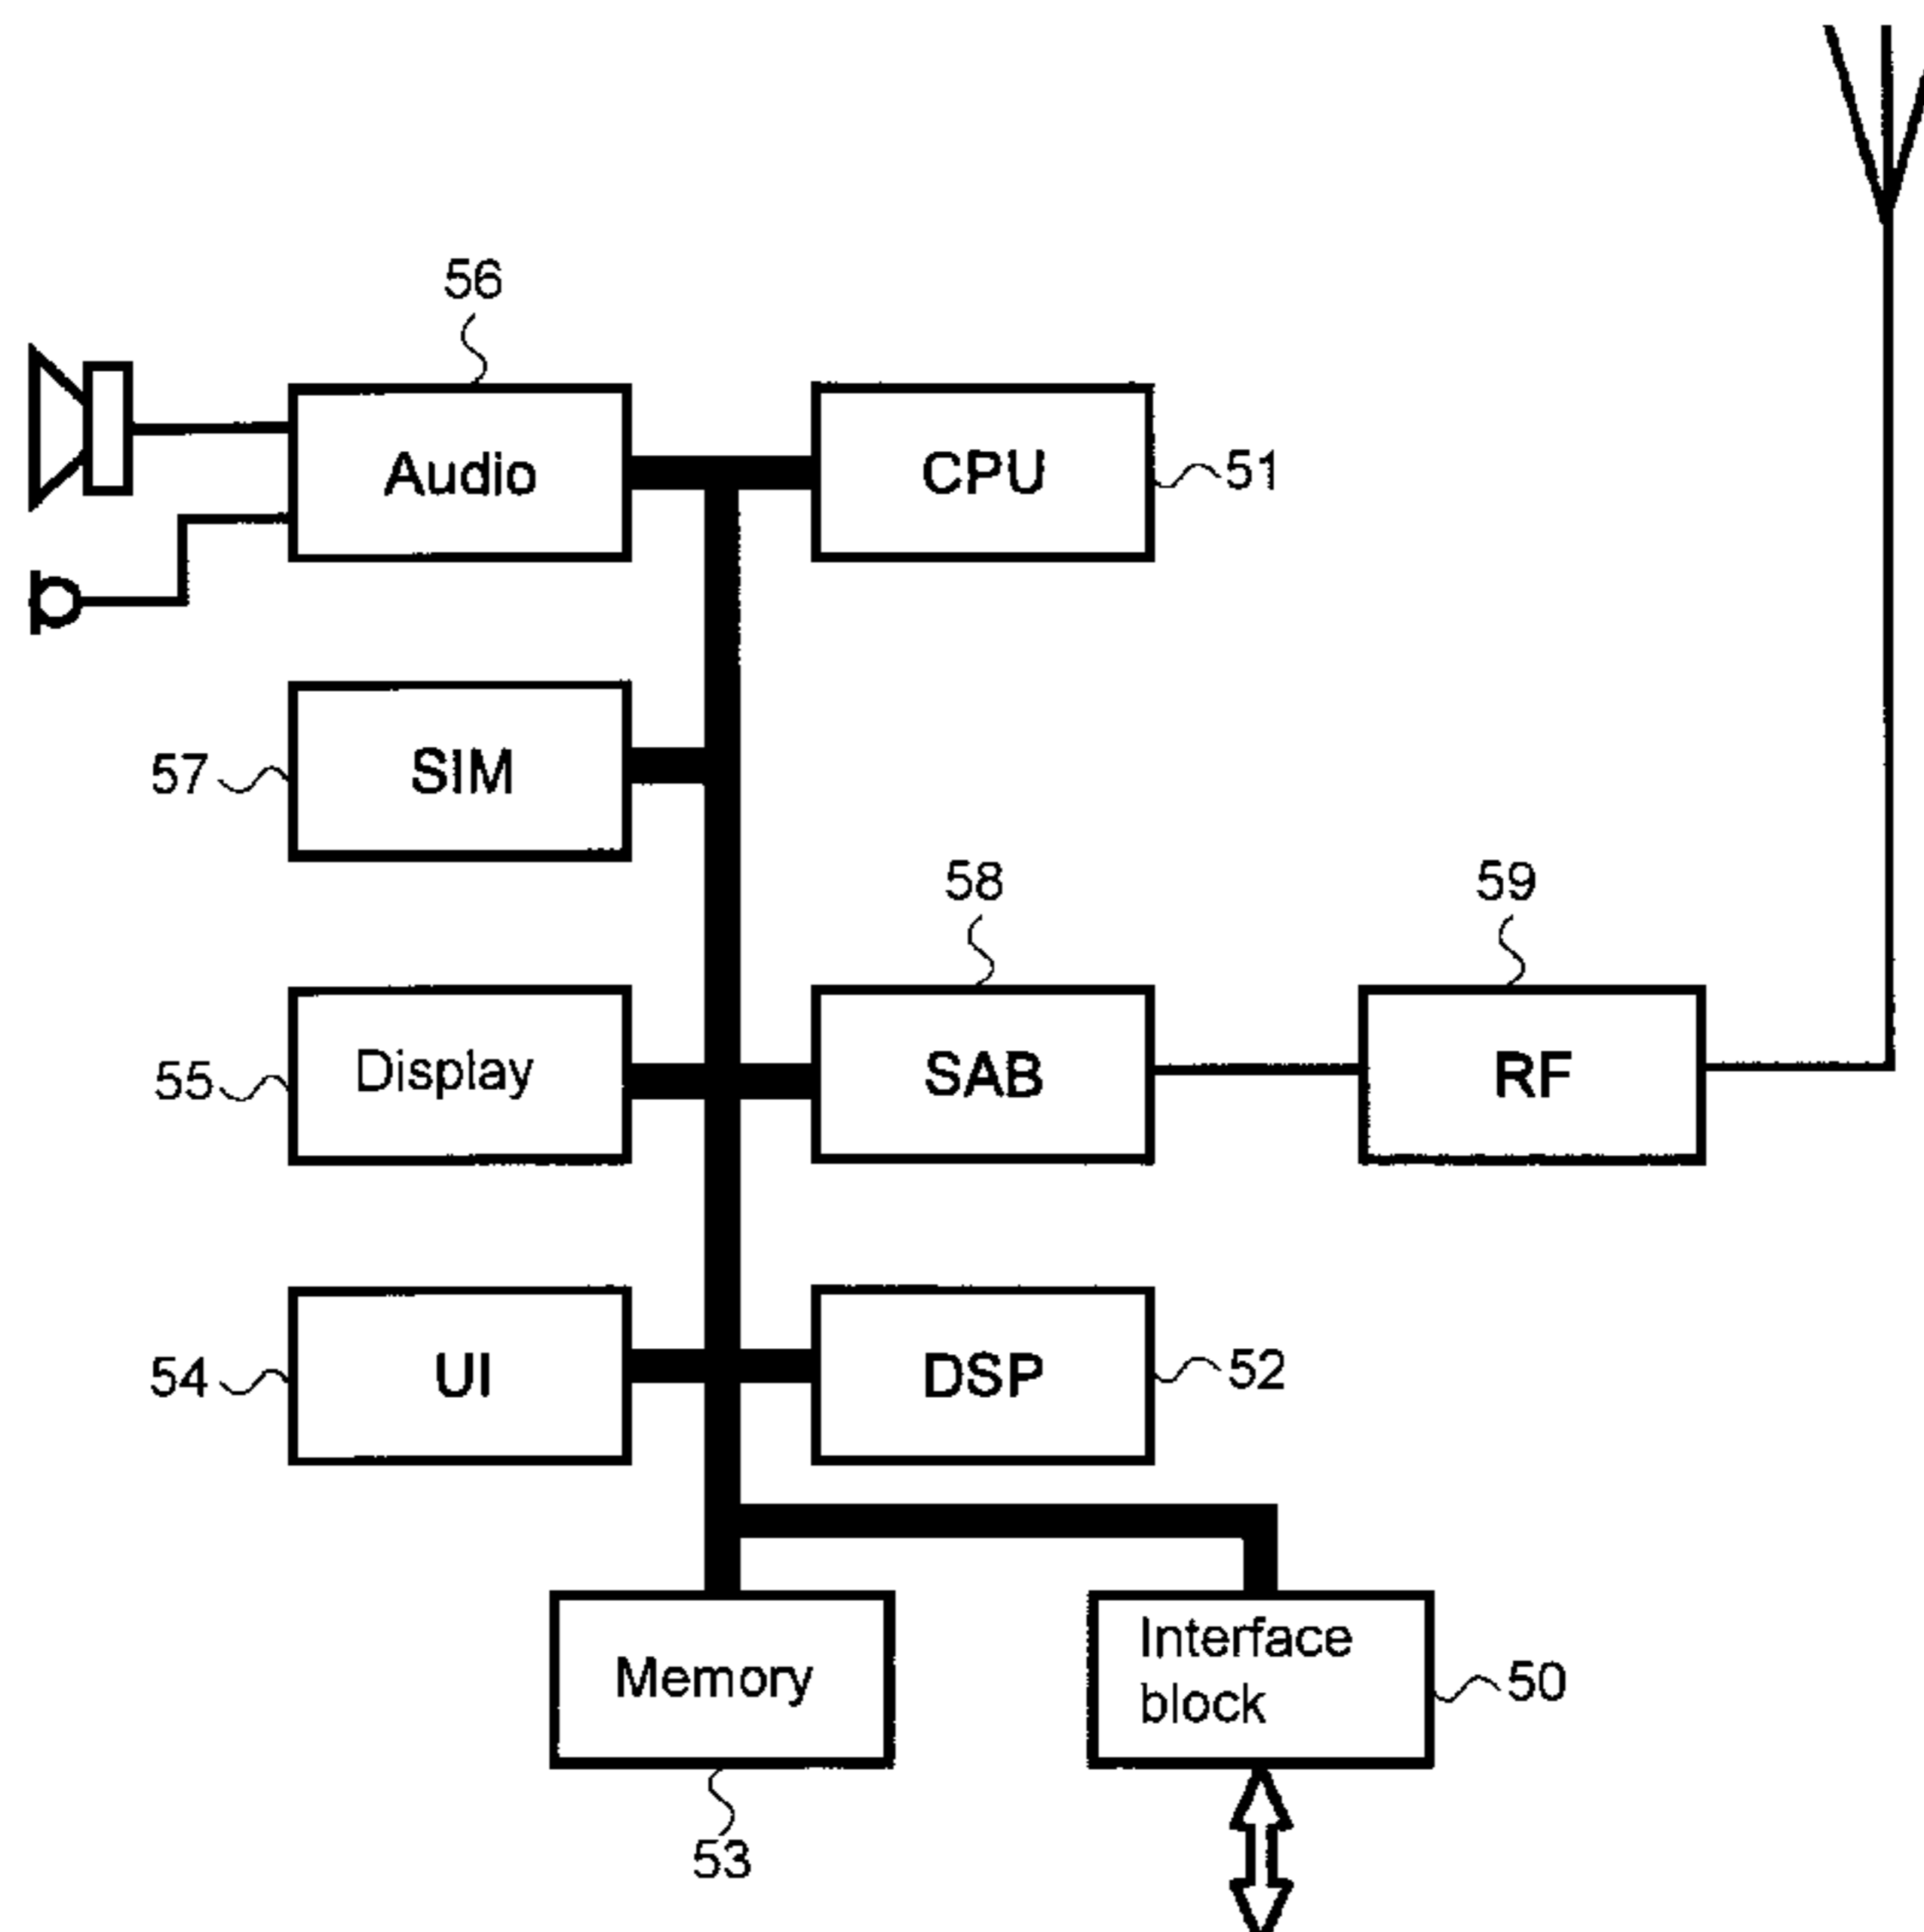 56
Audio
CPU
51
57
SIM
58
59
55
Display
SAB
RF
54
UI
DSP
52
Memory
Interface
block
50
53